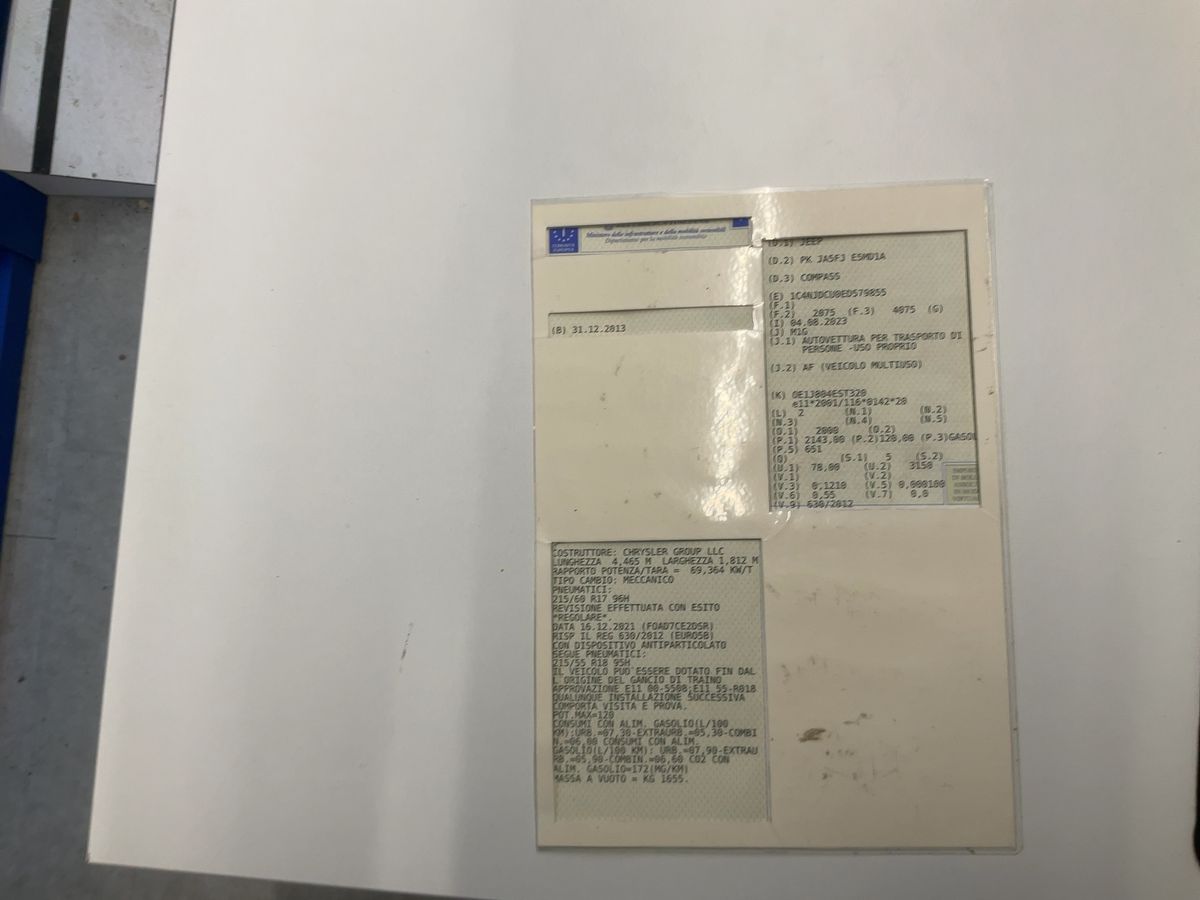 COMUNITÀ
EUROPEA
Ministero delle infrastrutture e della mobilità sostenibili
Dipartimento per la mobilità sostenibile
(B) 31.12.2013
(D.1) JEEP
(D.2) PK JA5FJ E5MD1A
(D.3) COMPASS
(E) 1C4NJDCU0ED579855
(F.1)
(F.2) 2075 (F.3) 4075 (G)
(I) 04.08.2023
(J) M1G
(J.1) AUTOVETTURA PER TRASPORTO DI
PERSONE -USO PROPRIO
(J.2) AF (VEICOLO MULTIUSO)
(K) OE1J804EST320
e11*2001/116*0142*20
(L) 2 (N.1) (N.2)
(N.3) (N.4) (N.5)
(O.1) 2000 (O.2)
(P.1) 2143,00 (P.2)120,00 (P.3)GASOL
(P.5) 651
(Q) (S.1) 5 (S.2)
(U.1) 78,00 (U.2) 3150
(V.1) (V.2)
(V.3) 0,1210 (V.5) 0,000100
(V.6) 0,55 (V.7) 0,0
(V.9) 630/2012
COSTRUTTORE: CHRYSLER GROUP LLC
LUNGHEZZA 4,465 M LARGHEZZA 1,812 M
RAPPORTO POTENZA/TARA = 69,364 KW/T
TIPO CAMBIO: MECCANICO
PNEUMATICI:
215/60 R17 96H
REVISIONE EFFETTUATA CON ESITO
*REGOLARE*.
DATA 16.12.2021 (FOAD7CE2DSR)
RISP IL REG 630/2012 (EURO5B)
CON DISPOSITIVO ANTIPARTICOLATO
SEGUE PNEUMATICI:
215/55 R18 95H
IL VEICOLO PUO'ESSERE DOTATO FIN DAL
L'ORIGINE DEL GANCIO DI TRAINO
APPROVAZIONE E11 00-5508;E11 55-R018
QUALUNQUE INSTALLAZIONE SUCCESSIVA
COMPORTA VISITA E PROVA.
POT.MAX=120
CONSUMI CON ALIM. GASOLIO(L/100
KM):URB.=07,30-EXTRAURB.=05,30-COMBI
N.=06,00 CONSUMI CON ALIM.
GASOLIO(L/100 KM): URB.=07,90-EXTRAU
RB.=05,90-COMBIN.=06,60 CO2 CON
ALIM. GASOLIO=172(MG/KM)
MASSA A VUOTO = KG 1655.